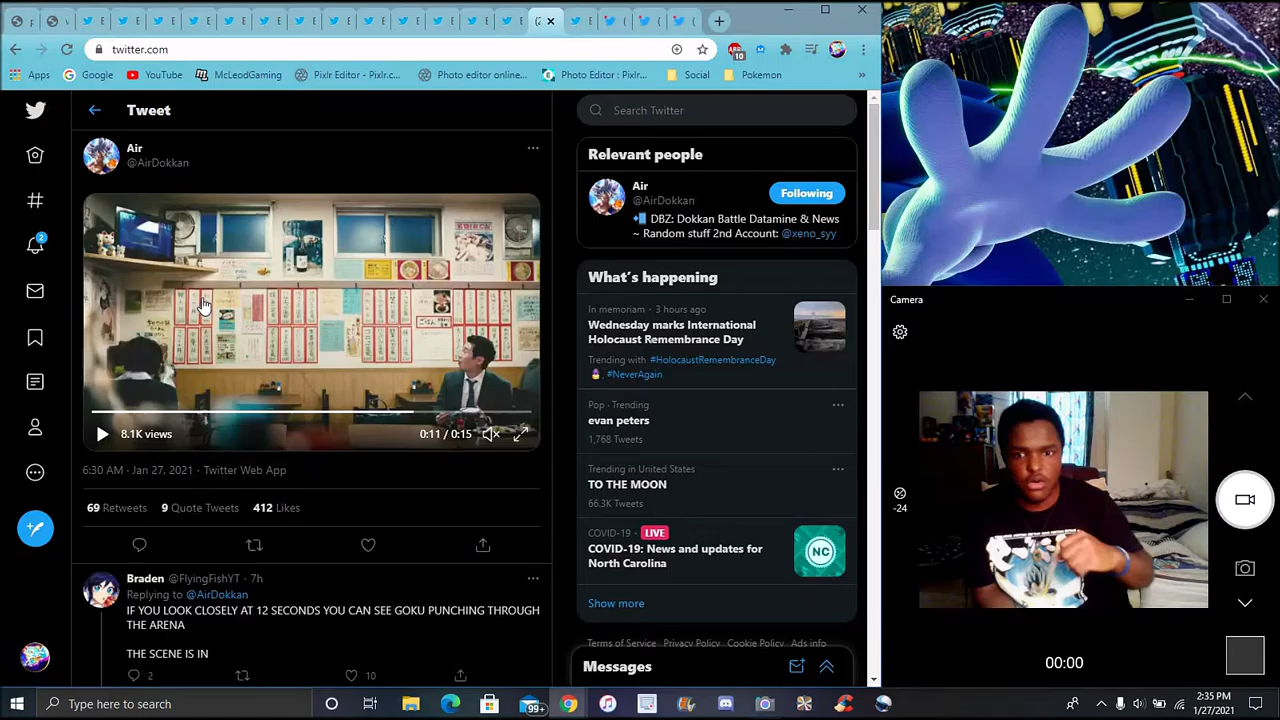 twitter.com
ABP
10
Apps
Google
YouTube
McLeodGaming
Pixlr Editor - Pixlr.c...
Photo editor online...
Photo Editor : Pixlr...
Social
Pokemon
»
Tweet
Search Twitter
Air
@AirDokkan
Relevant people
Air
@AirDokkan
Following
DBZ: Dokkan Battle Datamine & News
~ Random stuff 2nd Account: @xeno_syy
What's happening
In memoriam · 3 hours ago
Wednesday marks International
Holocaust Remembrance Day
Trending with #HolocaustRemembranceDay
, #NeverAgain
Pop · Trending
evan peters
1,768 Tweets
Trending in United States
TO THE MOON
66.3K Tweets
COVID-19 · LIVE
COVID-19: News and updates for
North Carolina
NC
Show more
Terms of Service Privacy Policy Cookie Policy Ads info
Messages
2
ごはん
8.1K views
0:11 / 0:15
6:30 AM · Jan 27, 2021 · Twitter Web App
69 Retweets 9 Quote Tweets 412 Likes
Braden @FlyingFishYT · 7h
Replying to @AirDokkan
IF YOU LOOK CLOSELY AT 12 SECONDS YOU CAN SEE GOKU PUNCHING THROUGH
THE ARENA
THE SCENE IS IN
2
10
Camera
-24
00:00
Type here to search
99+
2:35 PM
1/27/2021